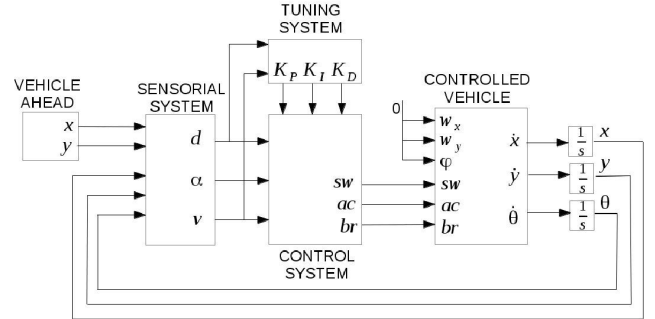 TUNING
SYSTEM
K_P K_I K_D
VEHICLE
AHEAD
x
y
SENSORIAL
SYSTEM
d
α
v
sw
ac
br
CONTROL
SYSTEM
CONTROLLED
VEHICLE
0
w_x
w_y
φ
sw
ac
br
ẋ
ẏ
θ̇
1/s
x
1/s
y
1/s
θ